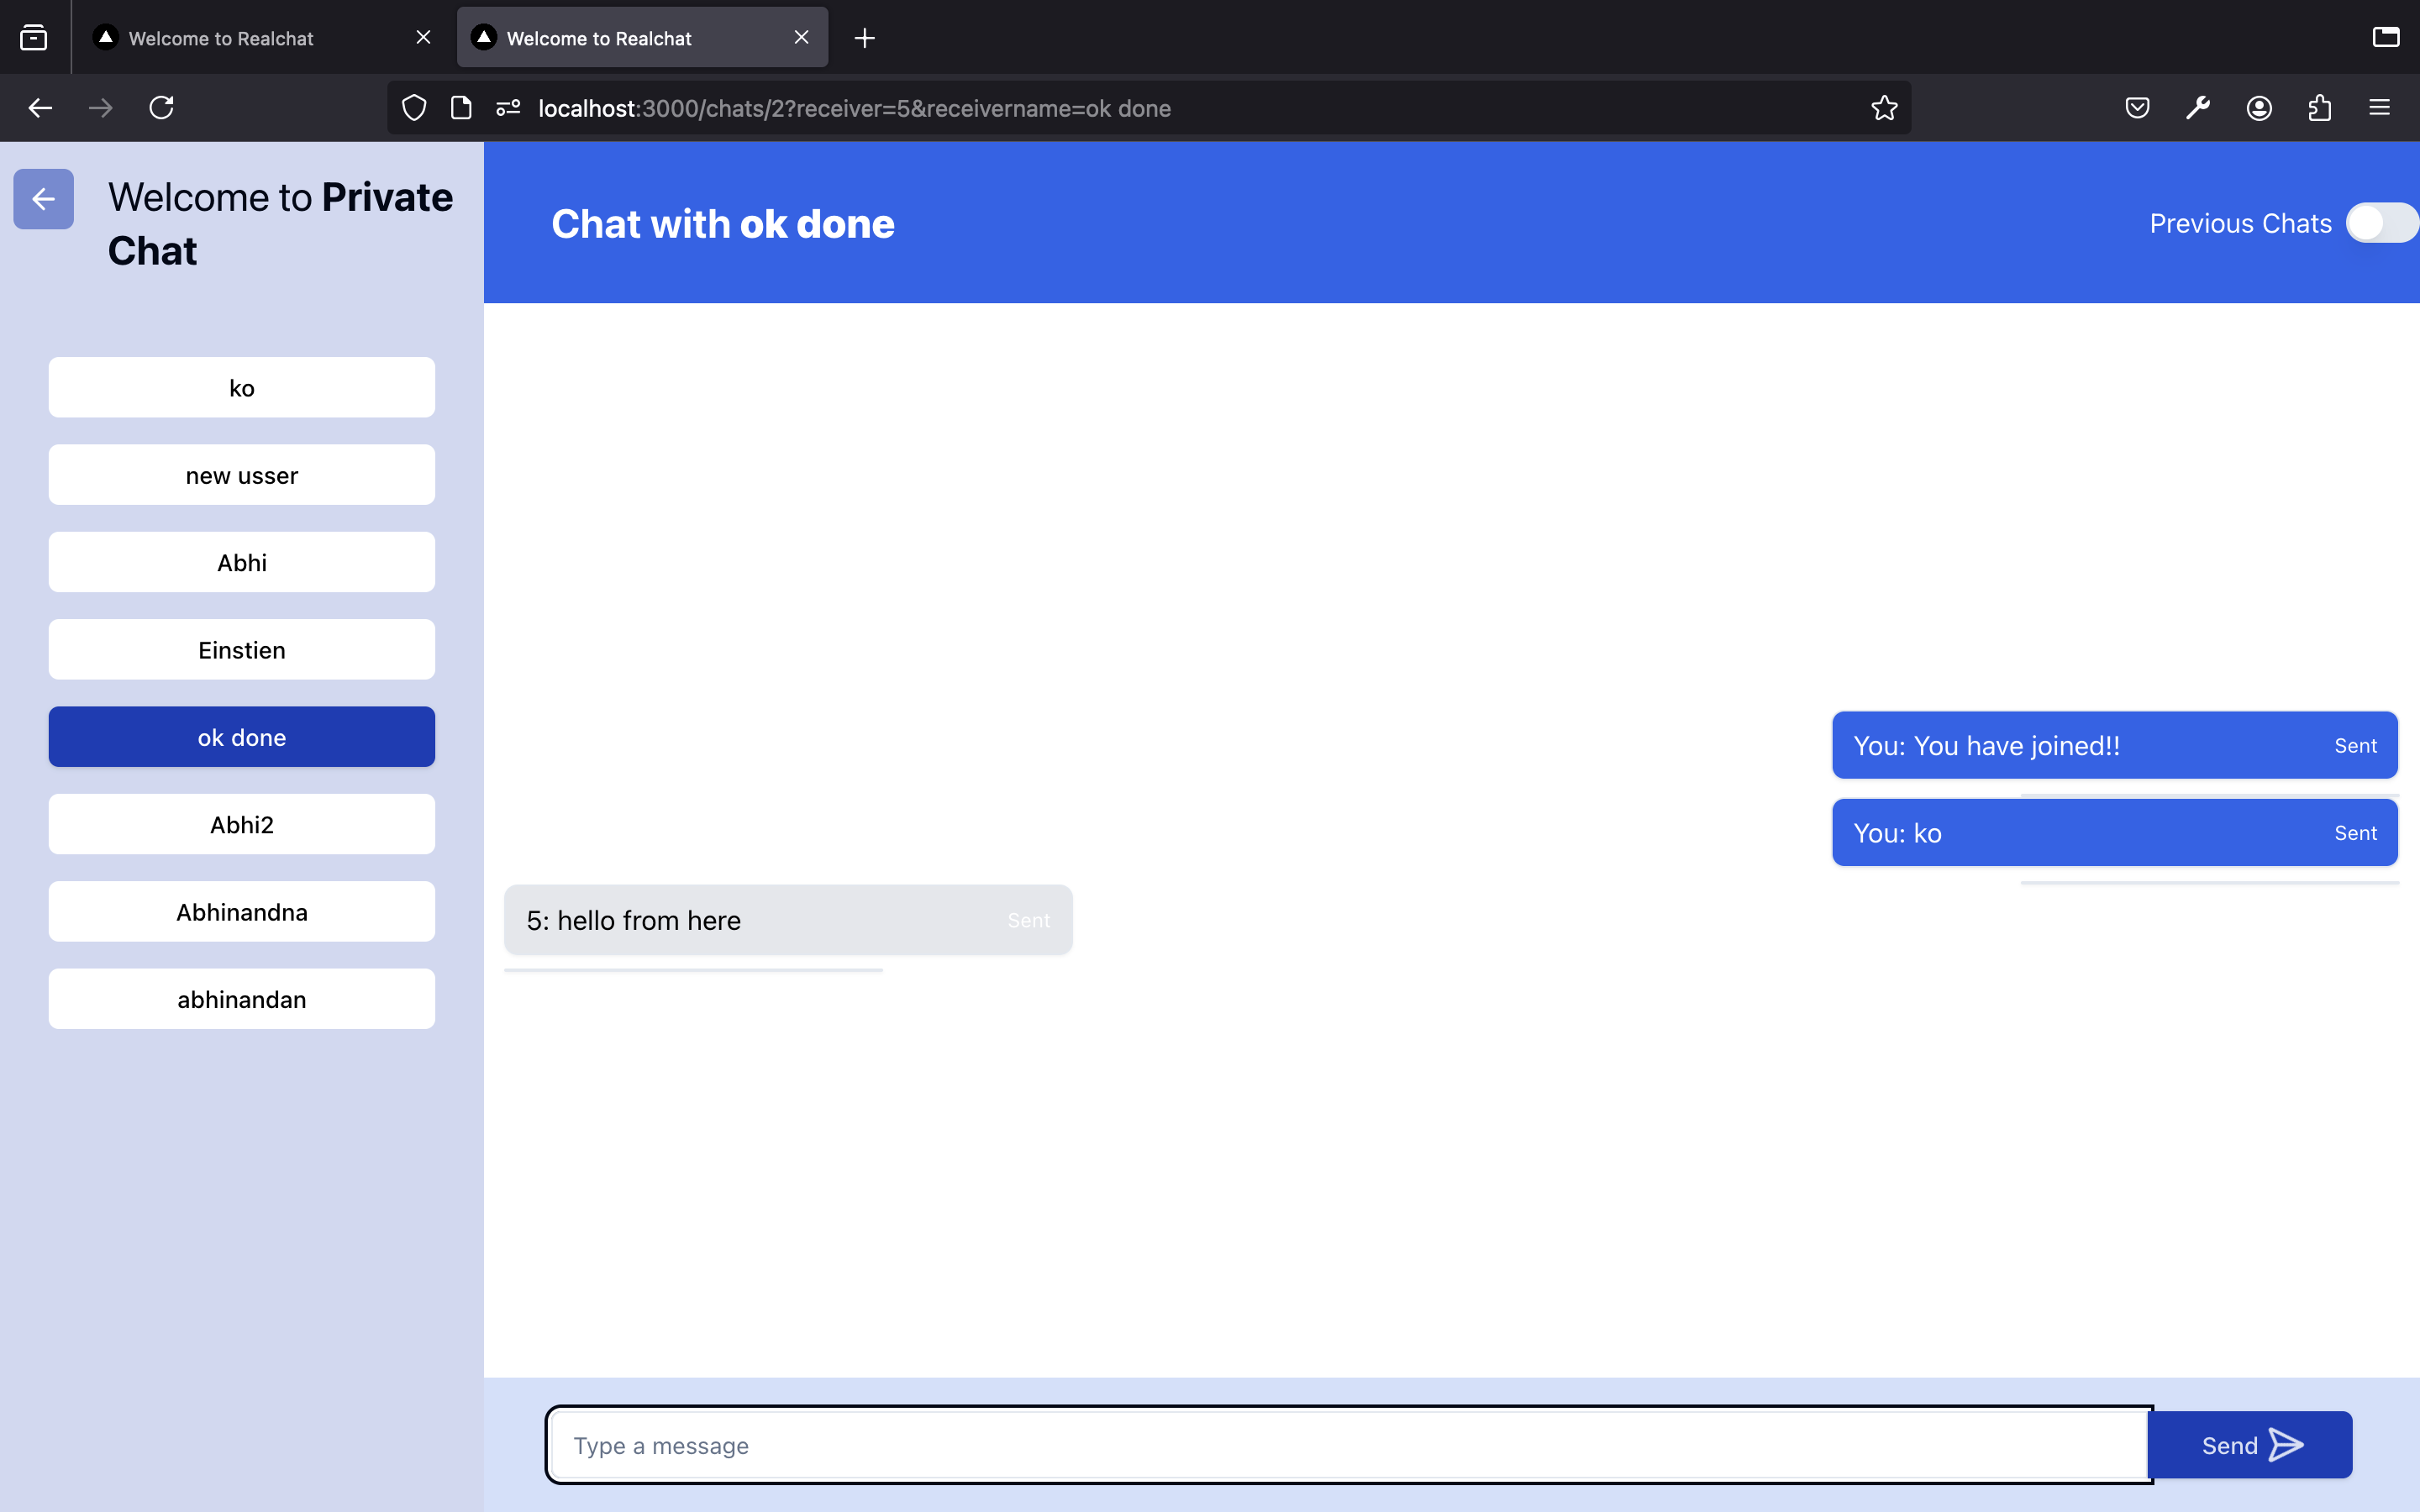 Welcome to Realchat
Welcome to Realchat
localhost:3000/chats/2?receiver=5&receivername=ok done
Welcome to Private
Chat
Chat with ok done
Previous Chats
ko
new usser
Abhi
Einstien
ok done
Abhi2
Abhinandna
abhinandan
You: You have joined!! Sent
You: ko Sent
5: hello from here Sent
Type a message
Send